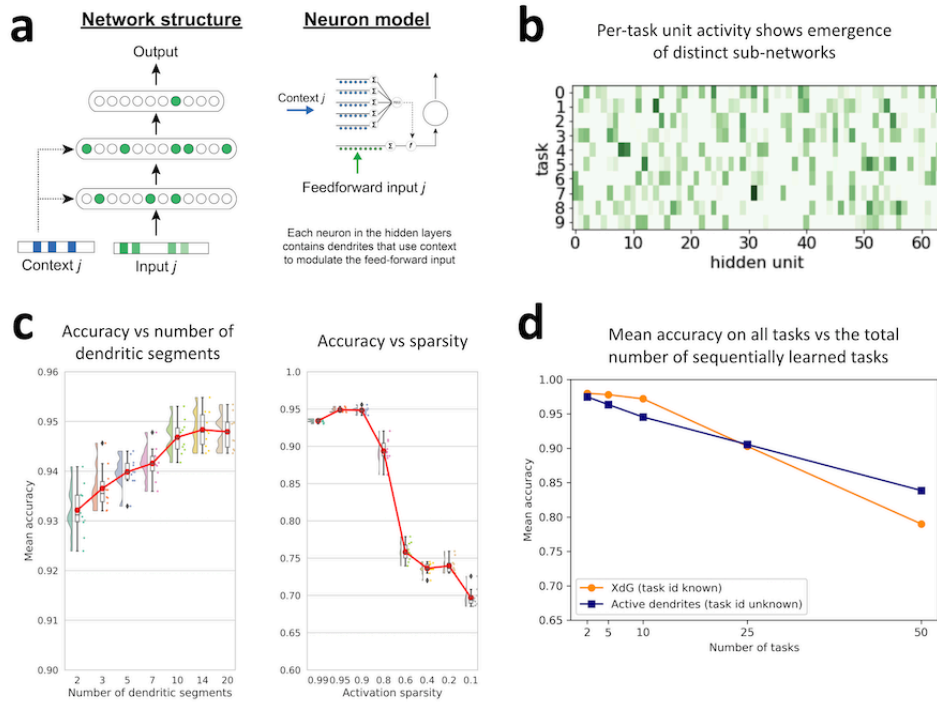 a
Network structure
Neuron model
Output
Context j
Input j
Context j
Σ
Σ
Σ
Σ
Σ
Σ
f
Feedforward input j
Each neuron in the hidden layers
contains dendrites that use context
to modulate the feed-forward input
b
Per-task unit activity shows emergence
of distinct sub-networks
task
0
1
2
3
4
5
6
7
8
9
0 10 20 30 40 50 60
hidden unit
c
Accuracy vs number of
dendritic segments
Mean accuracy
0.96
0.95
0.94
0.93
0.92
0.91
0.90
2 3 5 7 10 14 20
Number of dendritic segments
Accuracy vs sparsity
1.0
0.95
0.90
0.85
0.80
0.75
0.70
0.65
0.60
0.99 0.95 0.9 0.8 0.6 0.4 0.2 0.1
Activation sparsity
d
Mean accuracy on all tasks vs the total
number of sequentially learned tasks
Mean accuracy
1.00
0.95
0.90
0.85
0.80
0.75
0.70
0.65
XdG (task id known)
Active dendrites (task id unknown)
2 5 10 25 50
Number of tasks